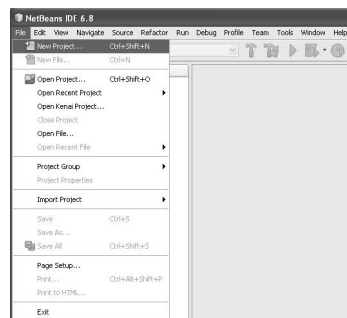 NetBeans IDE 6.8
File Edit View Navigate Source Refactor Run Debug Profile Team Tools Window Help
New Project... Ctrl+Shift+N
New File... Ctrl+N
Open Project... Ctrl+Shift+O
Open Recent Project
Open Kenai Project...
Close Project
Open File...
Open Recent File
Project Group
Project Properties
Import Project
Save Ctrl+S
Save As...
Save All Ctrl+Shift+S
Page Setup...
Print... Ctrl+Alt+Shift+P
Print to HTML...
Exit